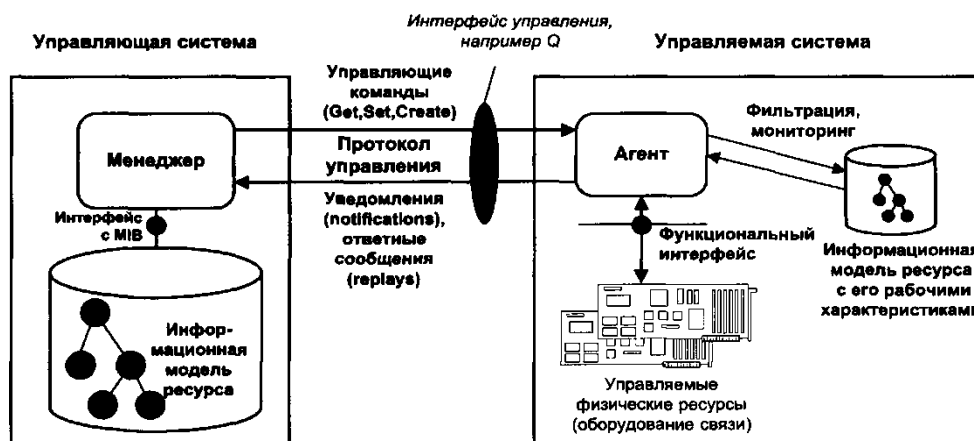 Интерфейс управления,
например Q
Управляющая система
Управляемая система
Управляющие
команды
(Get,Set,Create)
Менеджер
Протокол
управления
Агент
Фильтрация,
мониторинг
Интерфейс
с MIB
Уведомления
(notifications),
ответные
сообщения
(replays)
Функциональный
интерфейс
Информационная
модель ресурса
с его рабочими
характеристиками
Инфор-
мационная
модель
ресурса
Управляемые
физические ресурсы
(оборудование связи)